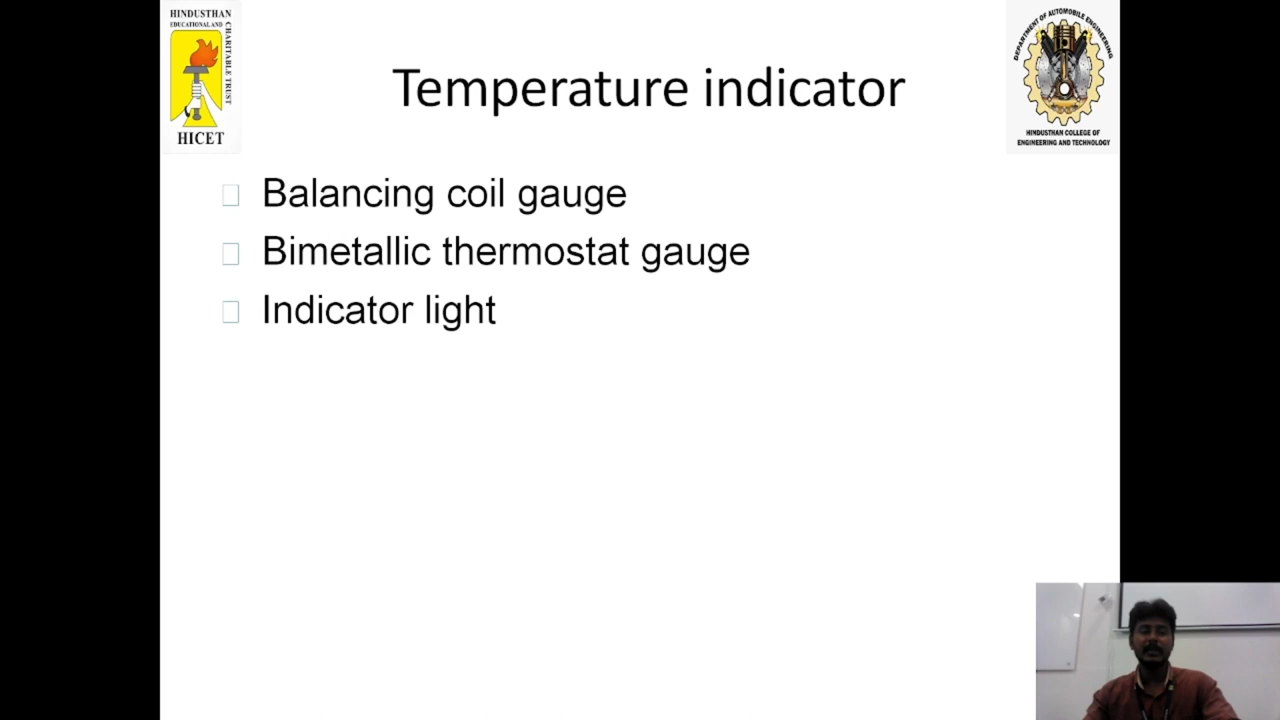 HINDUSTHAN
EDUCATIONAL AND
CHARITABLE TRUST
HICET
Temperature indicator
DEPARTMENT OF AUTOMOBILE ENGINEERING
HINDUSTHAN COLLEGE OF
ENGINEERING AND TECHNOLOGY
Balancing coil gauge
Bimetallic thermostat gauge
Indicator light